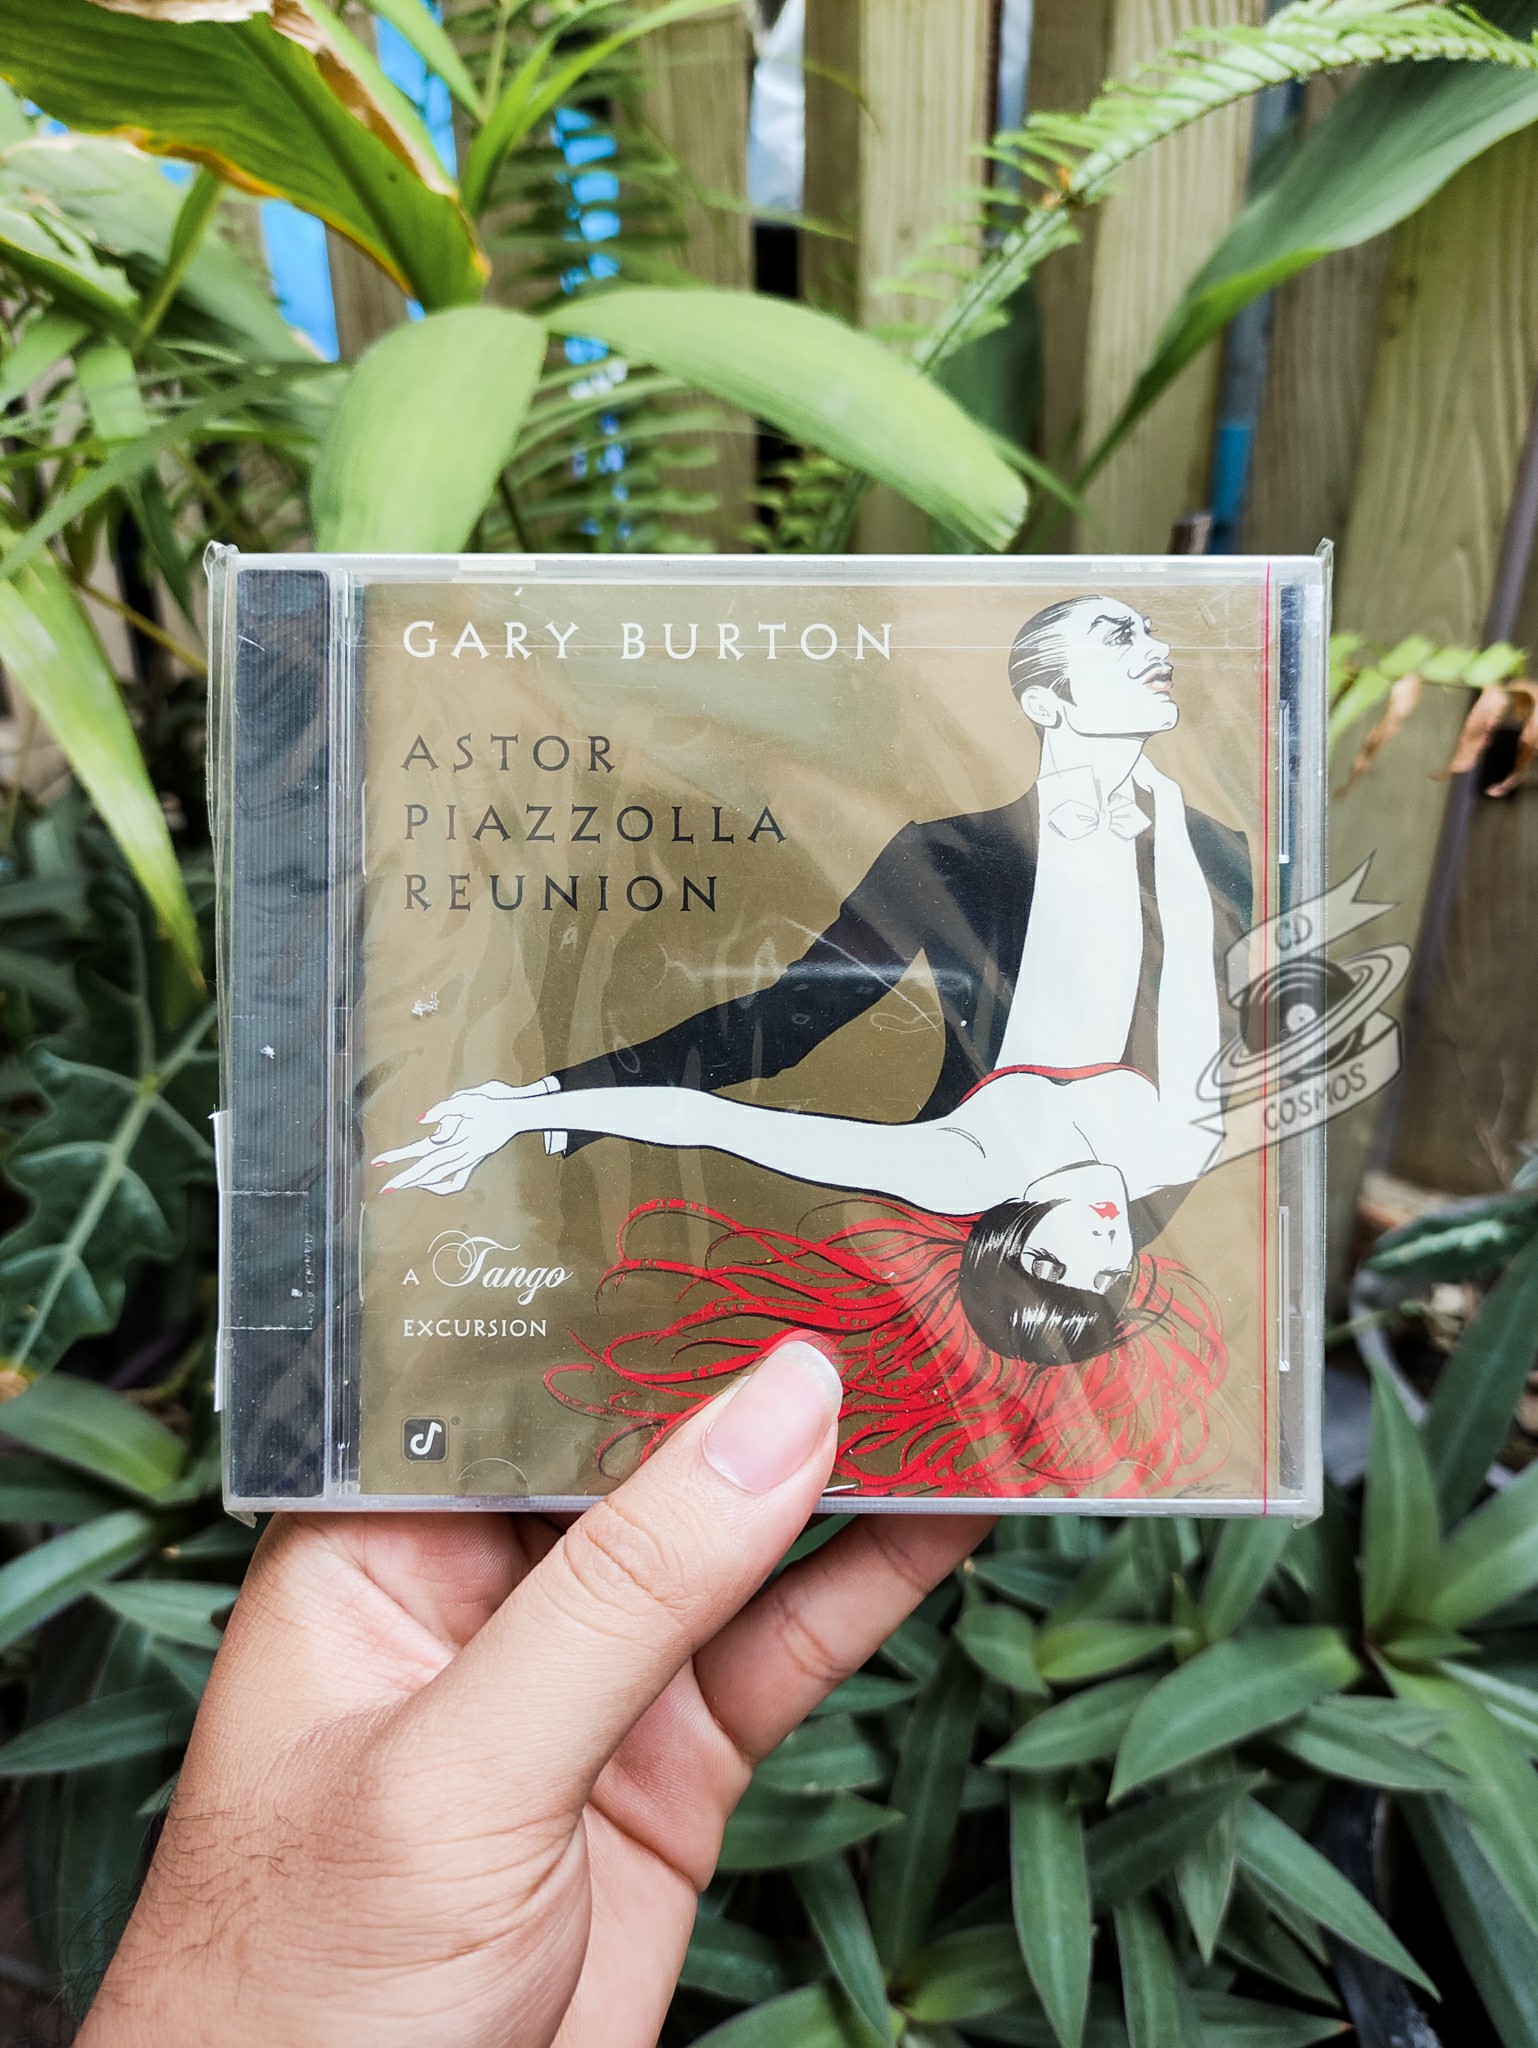 GARY BURTON
ASTOR
PIAZZOLLA
REUNION
A Tango
EXCURSION
®
CD
COSMOS